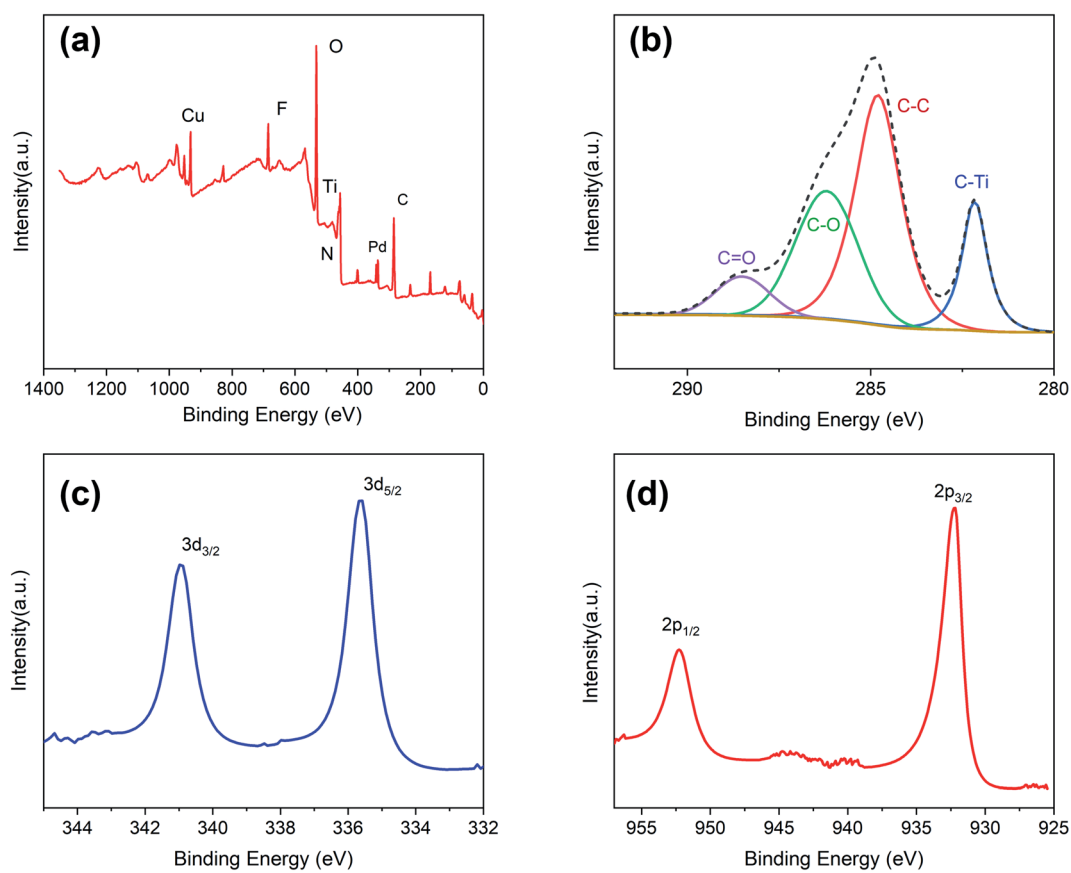 (a)
O
Cu
F
Ti
C
N
Pd
Intensity(a.u.)
1400 1200 1000 800 600 400 200 0
Binding Energy (eV)
(b)
C-C
C-Ti
C-O
C=O
Intensity(a.u.)
290 285 280
Binding Energy (eV)
(c)
3d5/2
3d3/2
Intensity(a.u.)
344 342 340 338 336 334 332
Binding Energy (eV)
(d)
2p3/2
2p1/2
Intensity(a.u.)
955 950 945 940 935 930 925
Binding Energy (eV)